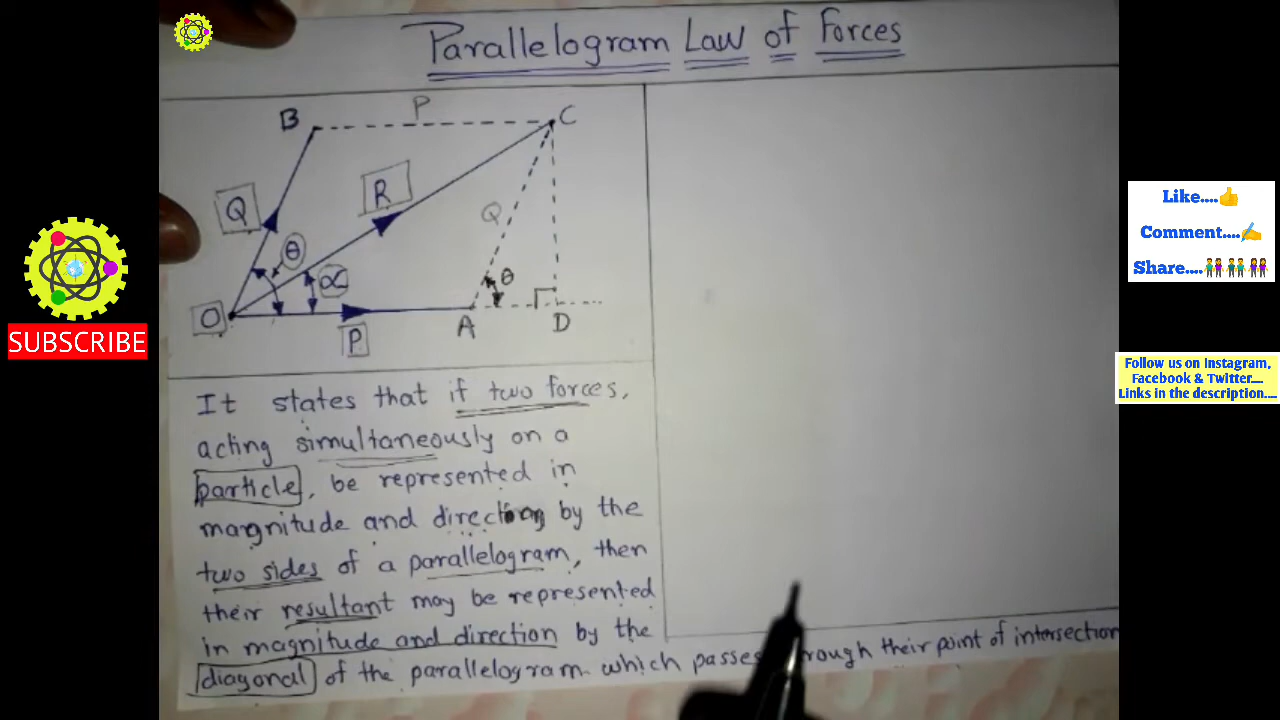 Parallelogram Law of Forces
B
P
C
Q
R
Q
θ
α
θ
O
P
A
D
It states that if two forces,
acting simultaneously on a
particle, be represented in
magnitude and direction by the
two sides of a parallelogram, then
their resultant may be represented
in magnitude and direction by the
diagonal of the parallelogram which passes through their point of intersection
SUBSCRIBE
Like....👍
Comment....✍
Share....👬👫👭
Follow us on Instagram,
Facebook & Twitter....
Links in the description....